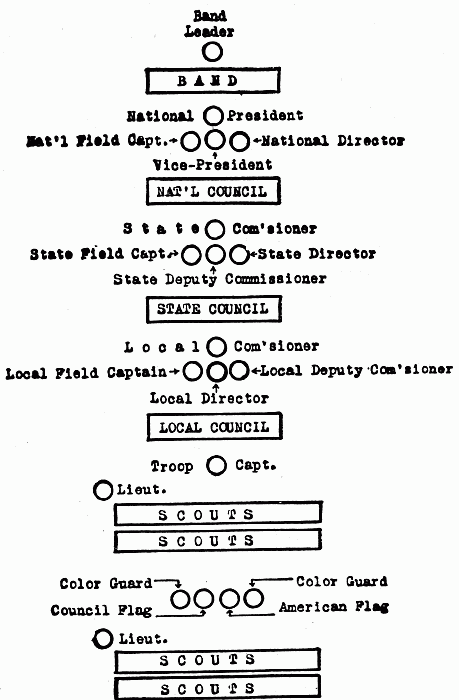 Band
Leader
BAND
National President
Nat'l Field Capt. National Director
Vice-President
NAT'L COUNCIL
State Com'sioner
State Field Capt. State Director
State Deputy Commissioner
STATE COUNCIL
Local Com'sioner
Local Field Captain Local Deputy Com'sioner
Local Director
LOCAL COUNCIL
Troop Capt.
Lieut.
SCOUTS
SCOUTS
Color Guard Color Guard
Council Flag American Flag
Lieut.
SCOUTS
SCOUTS